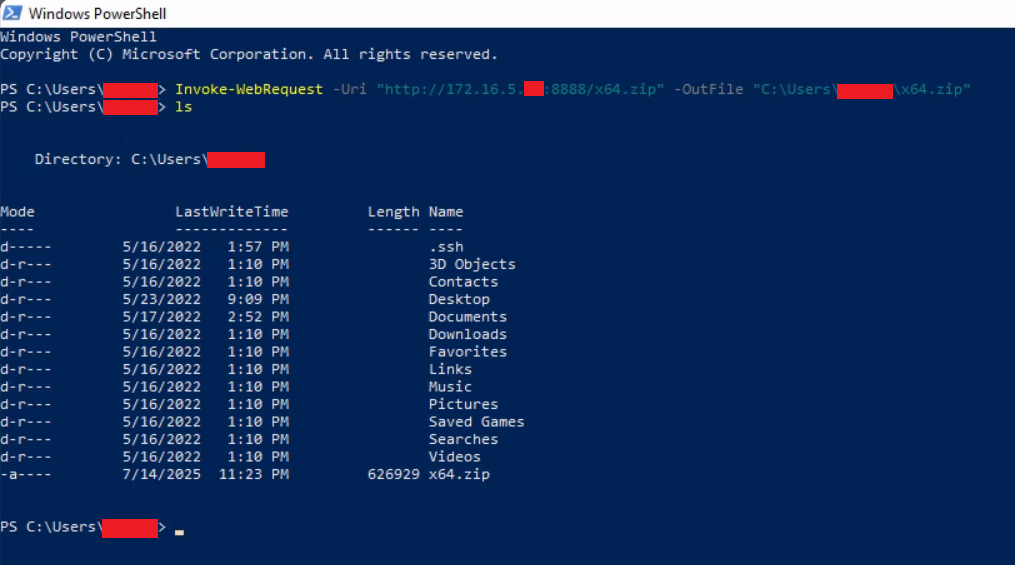 Windows PowerShell
Windows PowerShell
Copyright (C) Microsoft Corporation. All rights reserved.
PS C:\Users\ > Invoke-WebRequest -Uri "http://172.16.5. :8888/x64.zip" -OutFile "C:\Users\ \x64.zip"
PS C:\Users\ > ls
Directory: C:\Users\
Mode LastWriteTime Length Name
---- ------------- ------ ----
d----- 5/16/2022 1:57 PM .ssh
d-r--- 5/16/2022 1:10 PM 3D Objects
d-r--- 5/16/2022 1:10 PM Contacts
d-r--- 5/23/2022 9:09 PM Desktop
d-r--- 5/17/2022 2:52 PM Documents
d-r--- 5/16/2022 1:10 PM Downloads
d-r--- 5/16/2022 1:10 PM Favorites
d-r--- 5/16/2022 1:10 PM Links
d-r--- 5/16/2022 1:10 PM Music
d-r--- 5/16/2022 1:10 PM Pictures
d-r--- 5/16/2022 1:10 PM Saved Games
d-r--- 5/16/2022 1:10 PM Searches
d-r--- 5/16/2022 1:10 PM Videos
-a---- 7/14/2025 11:23 PM 626929 x64.zip
PS C:\Users\ >